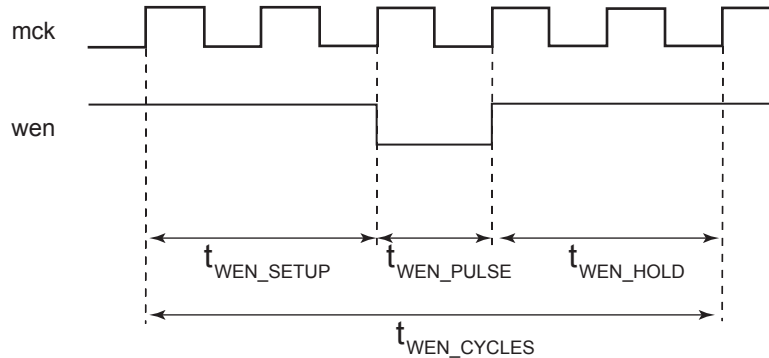 mck
wen
tWEN_SETUP
tWEN_PULSE
tWEN_HOLD
tWEN_CYCLES